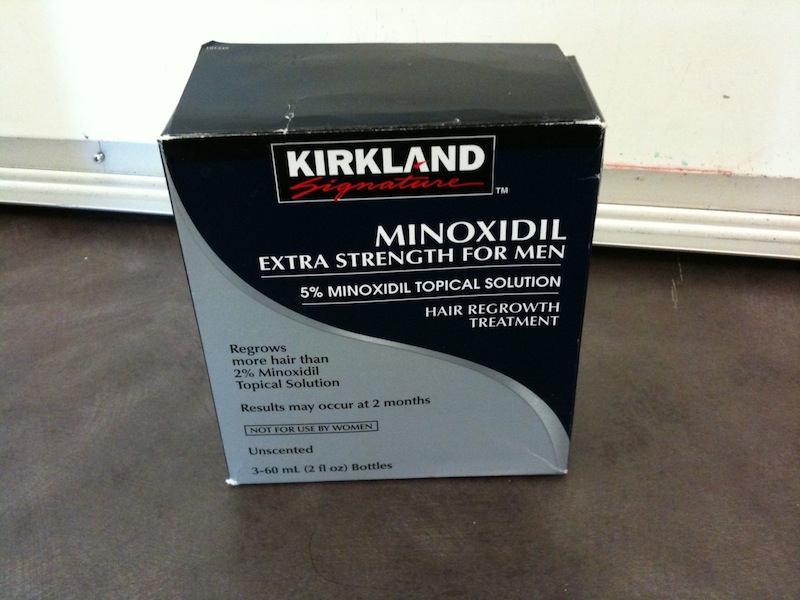 KIRKLAND
Signature™
MINOXIDIL
EXTRA STRENGTH FOR MEN
5% MINOXIDIL TOPICAL SOLUTION
HAIR REGROWTH
TREATMENT
Regrows
more hair than
2% Minoxidil
Topical Solution
Results may occur at 2 months
NOT FOR USE BY WOMEN
Unscented
3-60 mL (2 fl oz) Bottles